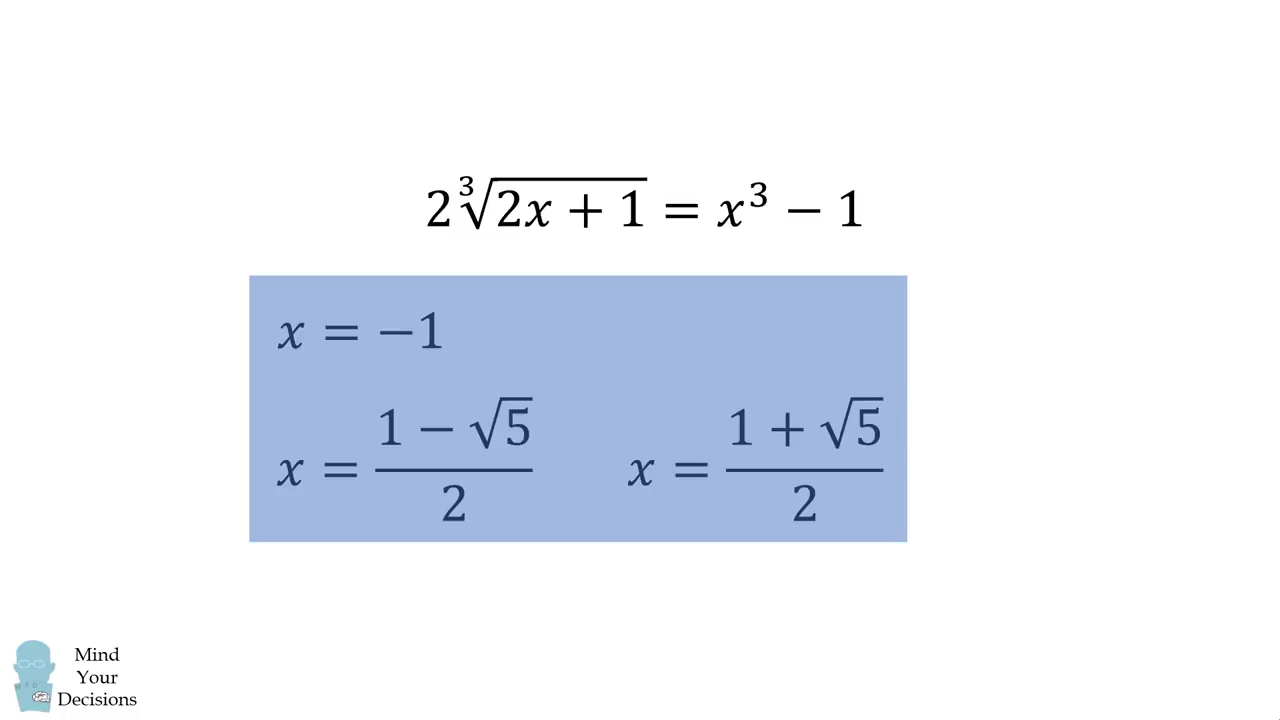 2∛(2x + 1) = x³ − 1
x = −1
x = (1 − √5)/2    x = (1 + √5)/2
Mind
Your
Decisions
M Y D